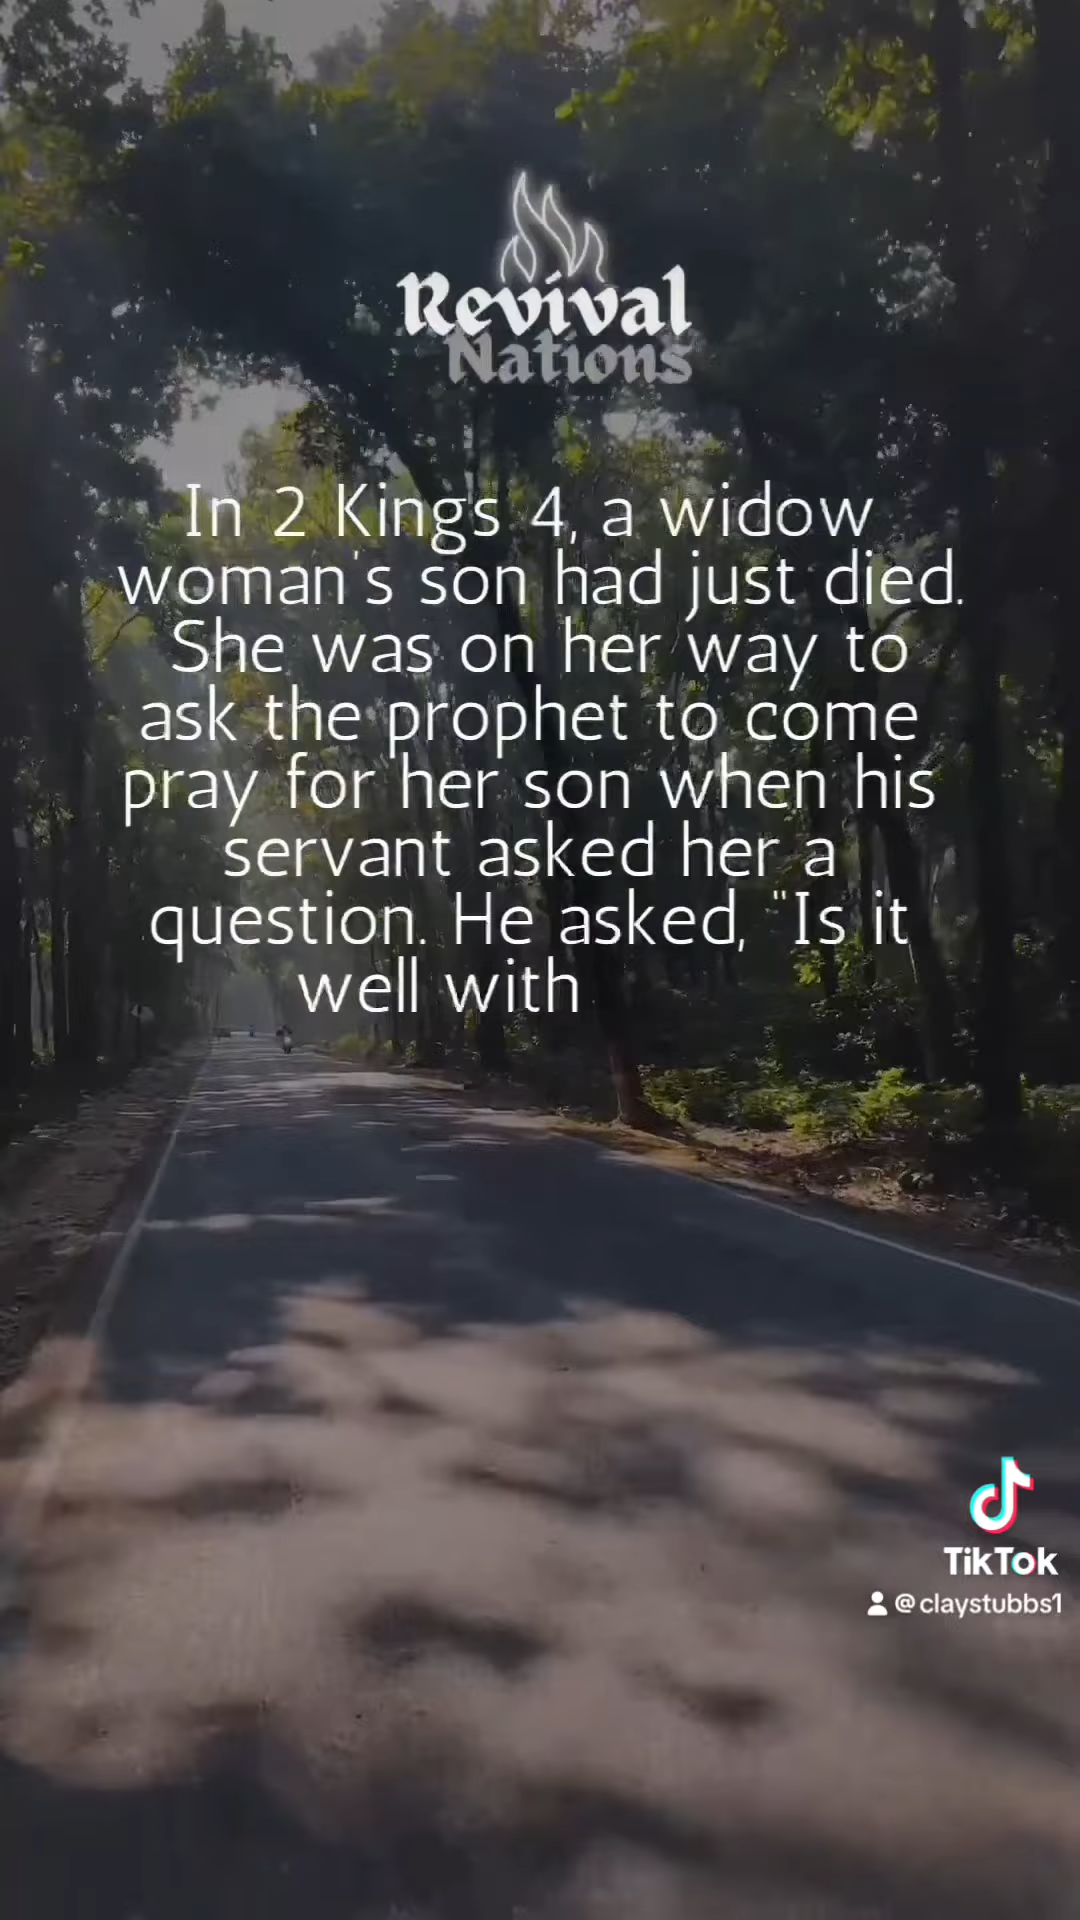 Revival
Nations
In 2 Kings 4, a widow
woman's son had just died.
She was on her way to
ask the prophet to come
pray for her son when his
servant asked her a
question. He asked, "Is it
well with
TikTok
@claystubbs1